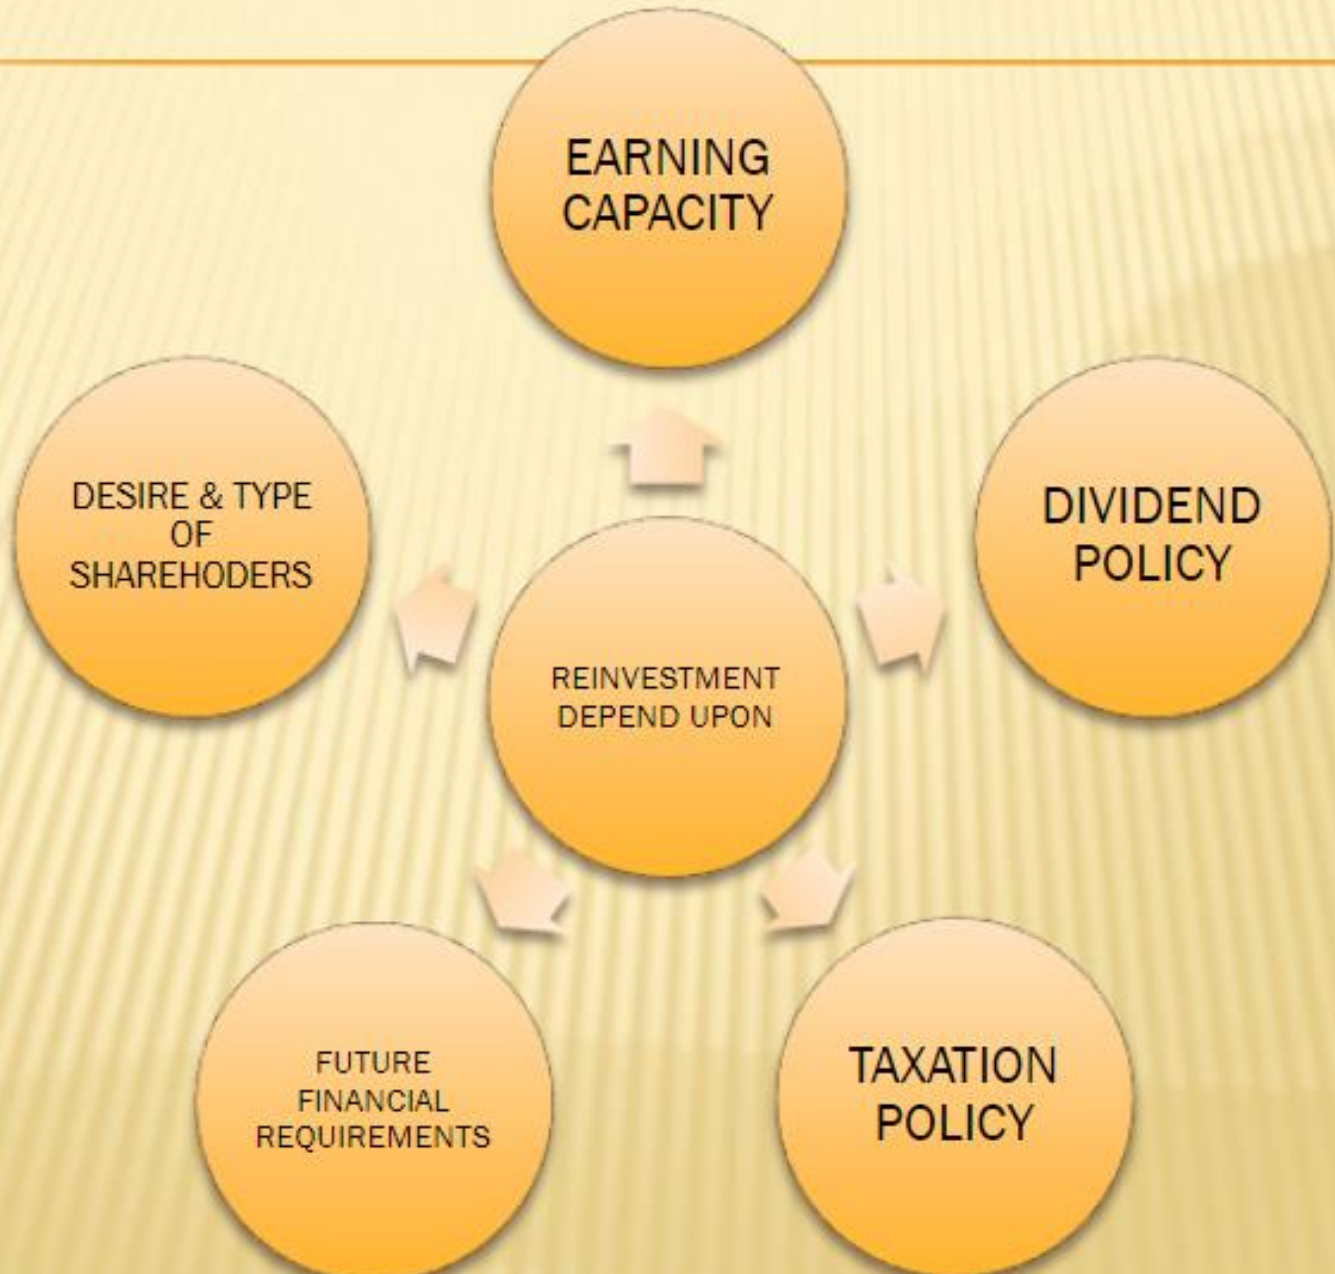 EARNING
CAPACITY
DESIRE & TYPE
OF
SHAREHODERS
DIVIDEND
POLICY
REINVESTMENT
DEPEND UPON
FUTURE
FINANCIAL
REQUIREMENTS
TAXATION
POLICY